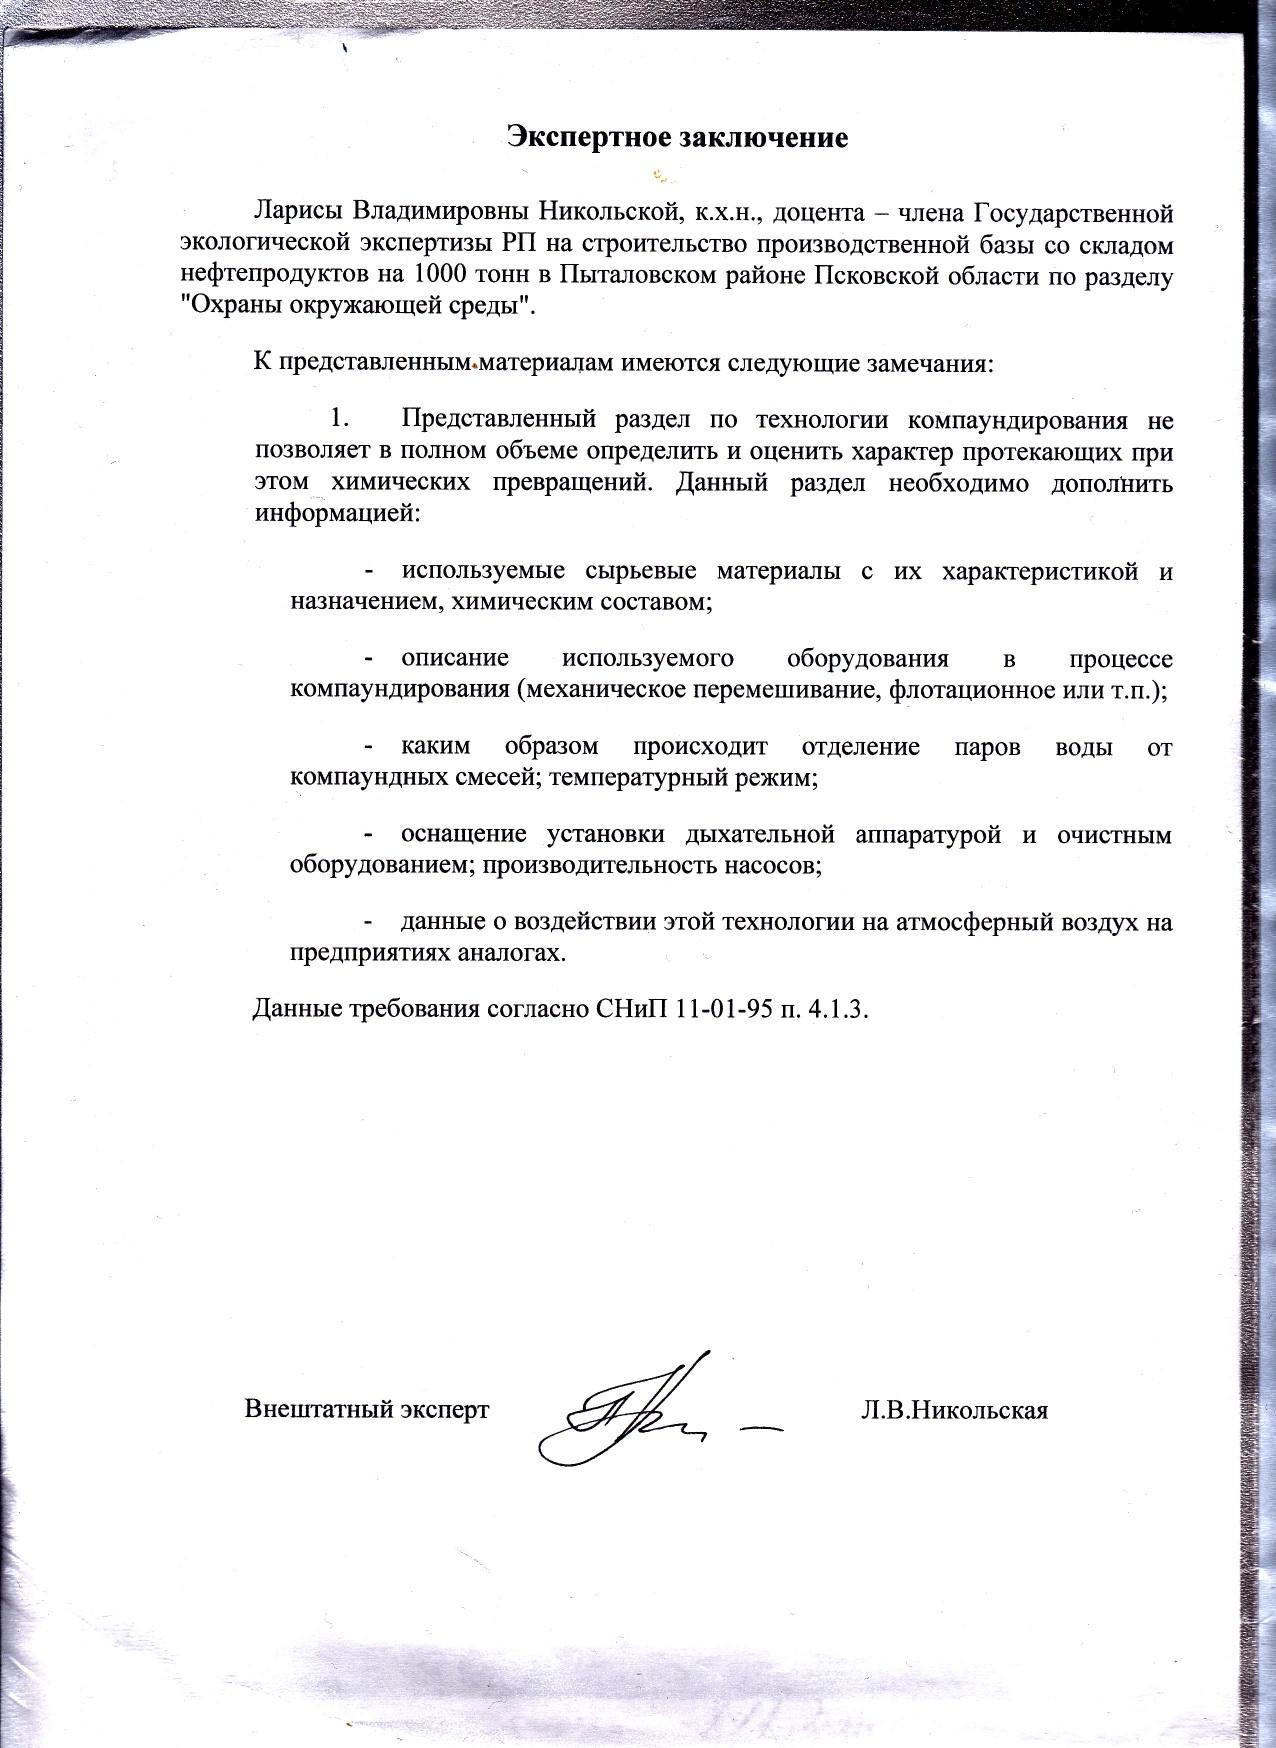 Экспертное заключение
Ларисы Владимировны Никольской, к.х.н., доцента – члена Государственной
экологической экспертизы РП на строительство производственной базы со складом
нефтепродуктов на 1000 тонн в Пыталовском районе Псковской области по разделу
"Охраны окружающей среды".
К представленным материалам имеются следующие замечания:
1. Представленный раздел по технологии компаундирования не
позволяет в полном объеме определить и оценить характер протекающих при
этом химических превращений. Данный раздел необходимо дополнить
информацией:
- используемые сырьевые материалы с их характеристикой и
назначением, химическим составом;
- описание используемого оборудования в процессе
компаундирования (механическое перемешивание, флотационное или т.п.);
- каким образом происходит отделение паров воды от
компаундных смесей; температурный режим;
- оснащение установки дыхательной аппаратурой и очистным
оборудованием; производительность насосов;
- данные о воздействии этой технологии на атмосферный воздух на
предприятиях аналогах.
Данные требования согласно СНиП 11-01-95 п. 4.1.3.
Внештатный эксперт Л.В.Никольская